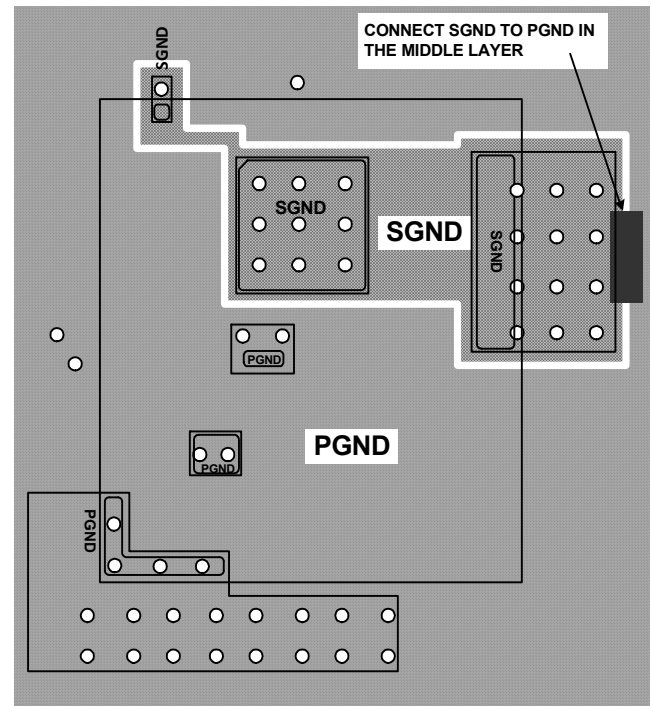 CONNECT SGND TO PGND IN
THE MIDDLE LAYER
SGND
SGND
SGND
SGND
PGND
PGND
PGND
PGND